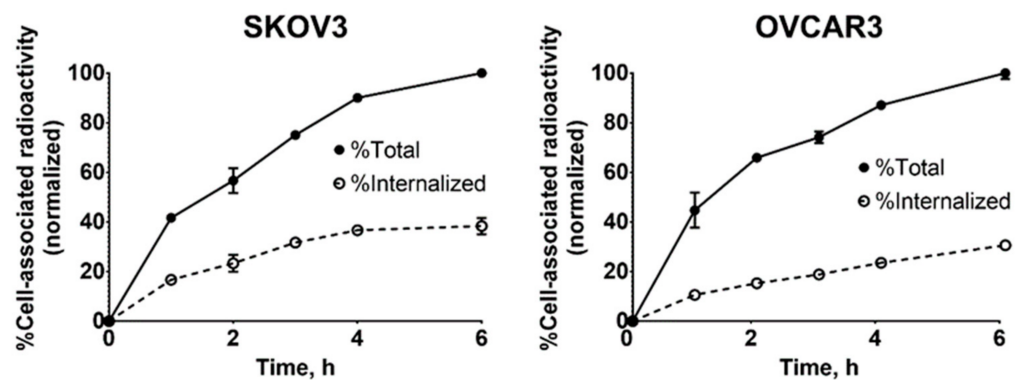 SKOV3
%Cell-associated radioactivity
(normalized)
100
80
60
40
20
0
%Total
%Internalized
0 2 4 6
Time, h
OVCAR3
%Cell-associated radioactivity
(normalized)
100
80
60
40
20
0
%Total
%Internalized
0 2 4 6
Time, h